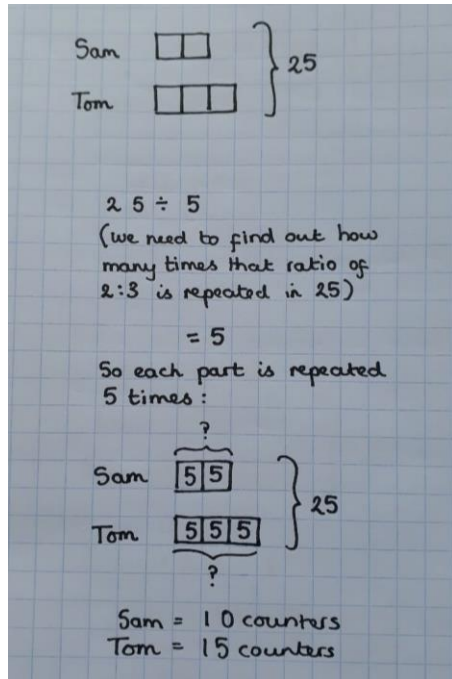 Sam
25
Tom
25 ÷ 5
(we need to find out how
many times that ratio of
2:3 is repeated in 25)
= 5
So each part is repeated
5 times:
?
Sam 5 5
25
Tom 5 5 5
?
Sam = 10 counters
Tom = 15 counters